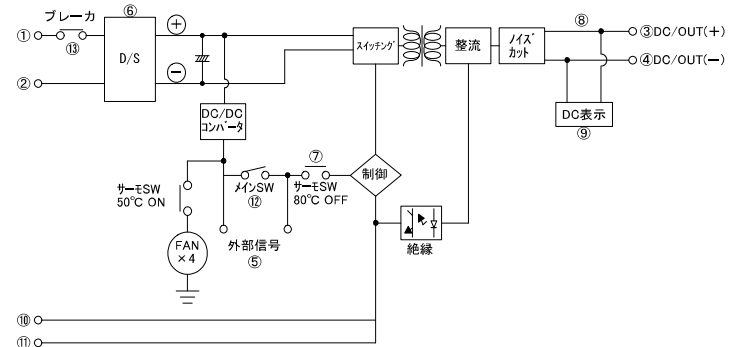 ブレーカ
⑥
①
⑬
D/S
+
②
−
スイッチング
整流
ノイズ
カット
⑧
③DC/OUT(+)
④DC/OUT(−)
DC表示
⑨
DC/DC
コンバータ
サーモSW
50℃ ON
メインSW
⑫
⑦
サーモSW
80℃ OFF
制御
FAN
×4
外部信号
⑤
絶縁
⑩
⑪